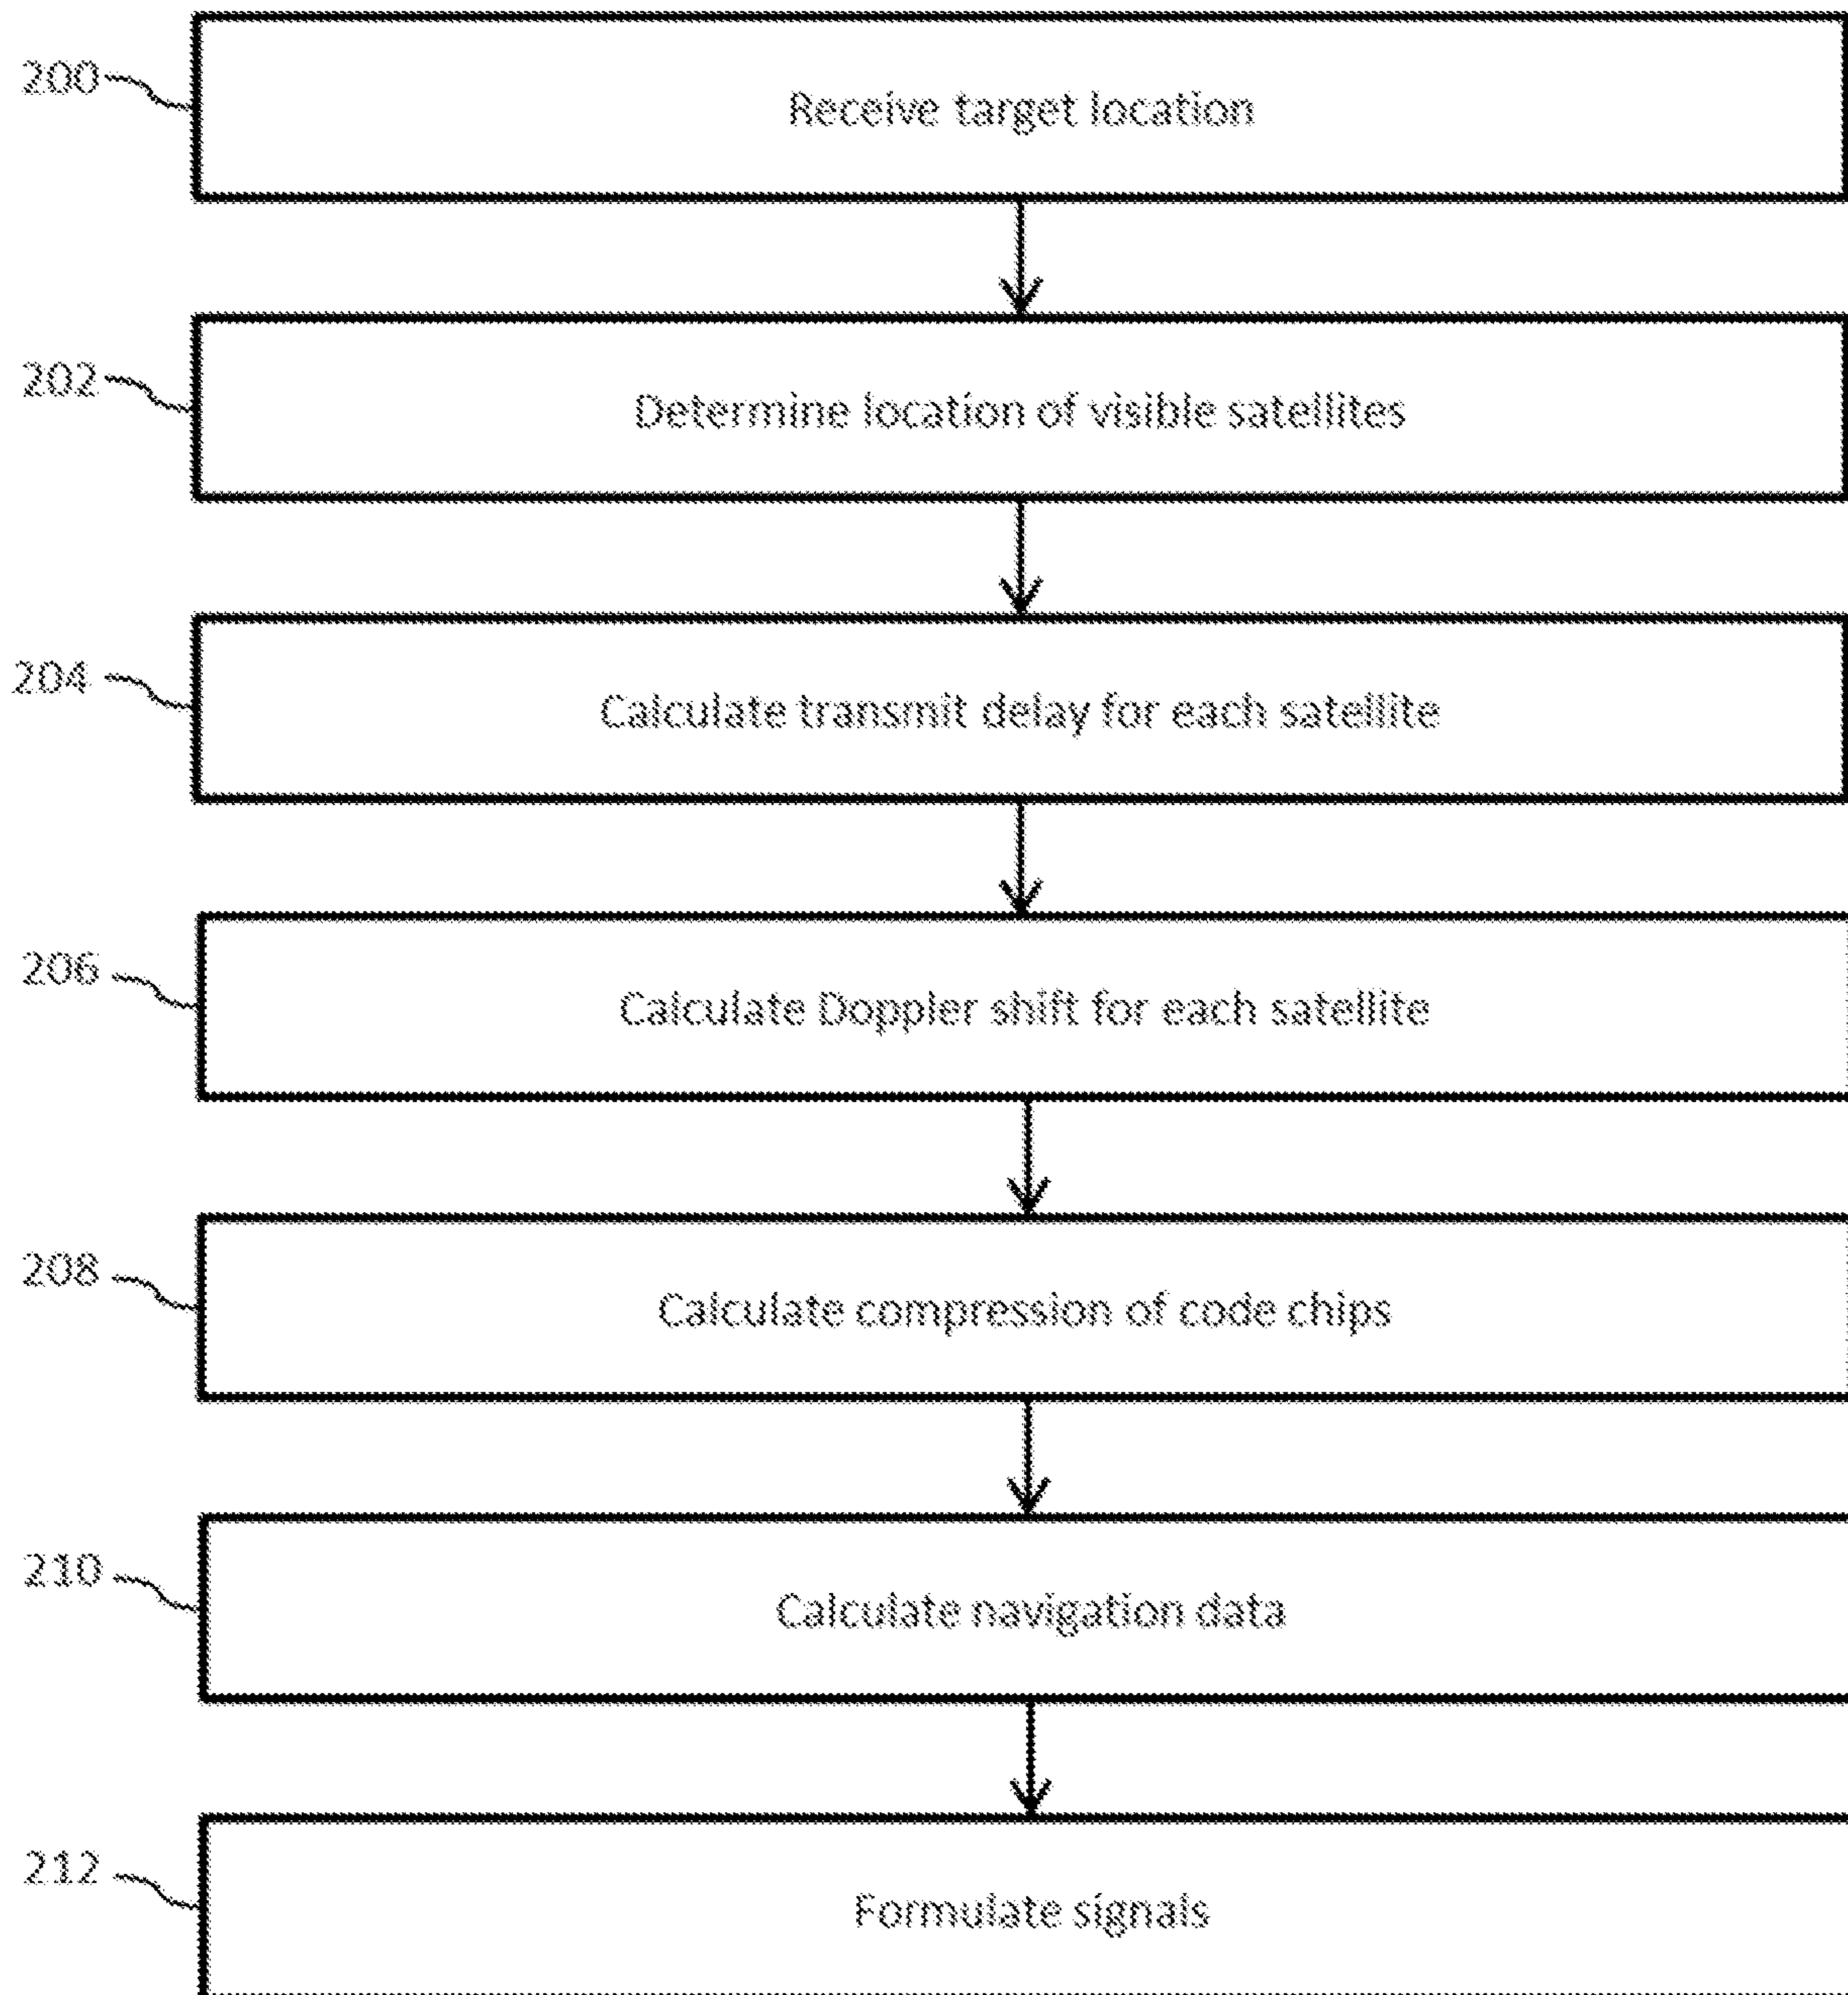 200
Receive target location
202
Determine location of visible satellites
204
Calculate transmit delay for each satellite
206
Calculate Doppler shift for each satellite
208
Calculate compression of code chips
210
Calculate navigation data
212
Formulate signals